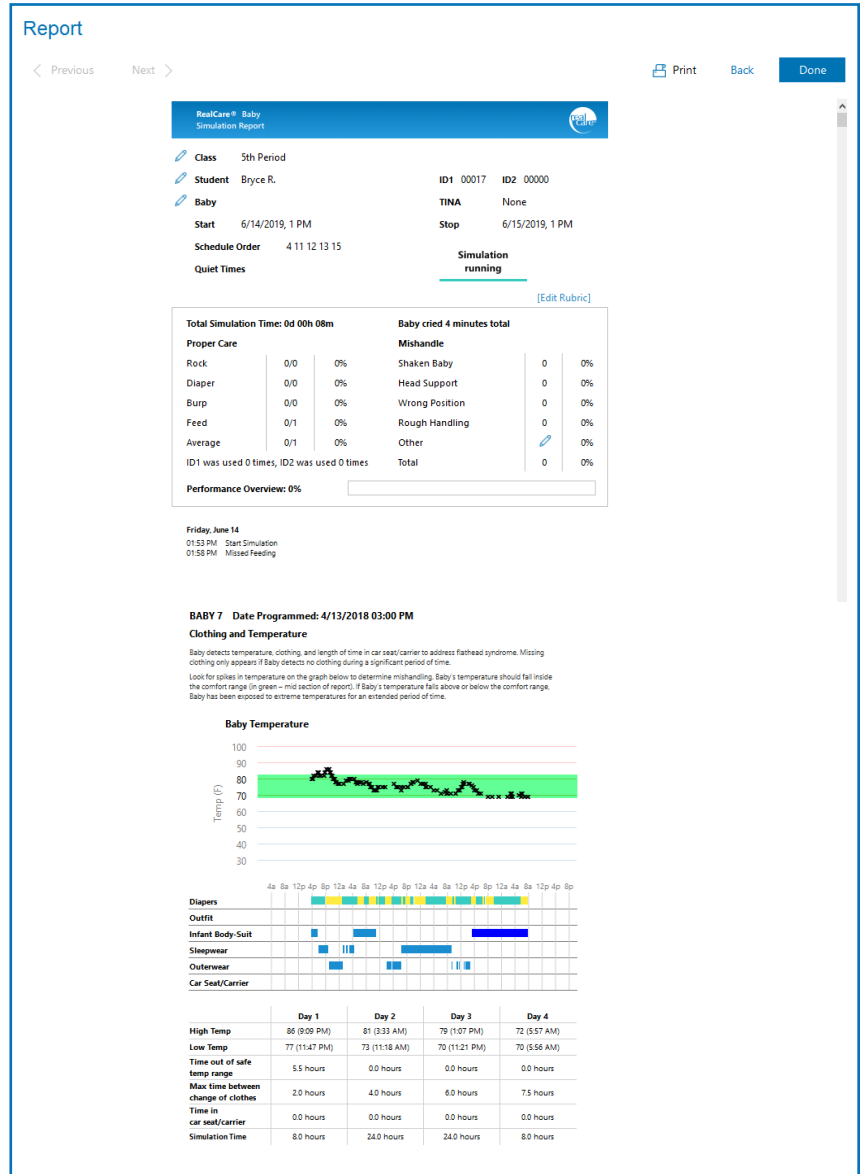 Report
Previous Next Print Back Done
RealCare® Baby
Simulation Report
real care
Class 5th Period
Student Bryce R. ID1 00017 ID2 00000
Baby TINA None
Start 6/14/2019, 1 PM Stop 6/15/2019, 1 PM
Schedule Order 4 11 12 13 15
Simulation
running
Quiet Times
[Edit Rubric]
Total Simulation Time: 0d 00h 08m Baby cried 4 minutes total
Proper Care Mishandle
Rock 0/0 0% Shaken Baby 0 0%
Diaper 0/0 0% Head Support 0 0%
Burp 0/0 0% Wrong Position 0 0%
Feed 0/1 0% Rough Handling 0 0%
Average 0/1 0% Other 0%
ID1 was used 0 times, ID2 was used 0 times Total 0 0%
Performance Overview: 0%
Friday, June 14
01:53 PM Start Simulation
01:58 PM Missed Feeding
BABY 7 Date Programmed: 4/13/2018 03:00 PM
Clothing and Temperature
Baby detects temperature, clothing, and length of time in car seat/carrier to address flathead syndrome. Missing
clothing only appears if Baby detects no clothing during a significant period of time.
Look for spikes in temperature on the graph below to determine mishandling. Baby's temperature should fall inside
the comfort range (in green – mid section of report). If Baby's temperature falls above or below the comfort range,
Baby has been exposed to extreme temperatures for an extended period of time.
Baby Temperature
100
90
80
70
60
50
40
30
Temp (F)
4a 8a 12p 4p 8p 12a 4a 8a 12p 4p 8p 12a 4a 8a 12p 4p 8p 12a 4a 8a 12p 4p 8p
Diapers
Outfit
Infant Body-Suit
Sleepwear
Outerwear
Car Seat/Carrier
Day 1 Day 2 Day 3 Day 4
High Temp 86 (9:09 PM) 81 (3:33 AM) 79 (1:07 PM) 72 (5:57 AM)
Low Temp 77 (11:47 PM) 73 (11:18 AM) 70 (11:21 PM) 70 (5:56 AM)
Time out of safe
temp range 5.5 hours 0.0 hours 0.0 hours 0.0 hours
Max time between
change of clothes 2.0 hours 4.0 hours 6.0 hours 7.5 hours
Time in
car seat/carrier 0.0 hours 0.0 hours 0.0 hours 0.0 hours
Simulation Time 8.0 hours 24.0 hours 24.0 hours 8.0 hours